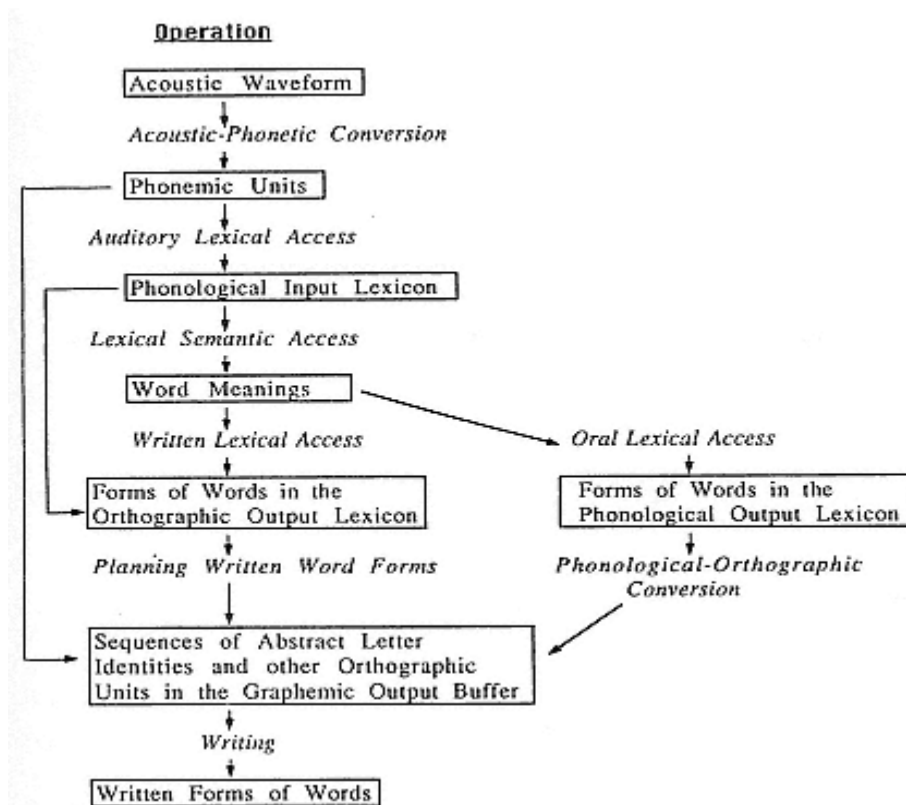 Operation
Acoustic Waveform
Acoustic-Phonetic Conversion
Phonemic Units
Auditory Lexical Access
Phonological Input Lexicon
Lexical Semantic Access
Word Meanings
Written Lexical Access
Oral Lexical Access
Forms of Words in the
Orthographic Output Lexicon
Forms of Words in the
Phonological Output Lexicon
Planning Written Word Forms
Phonological-Orthographic
Conversion
Sequences of Abstract Letter
Identities and other Orthographic
Units in the Graphemic Output Buffer
Writing
Written Forms of Words